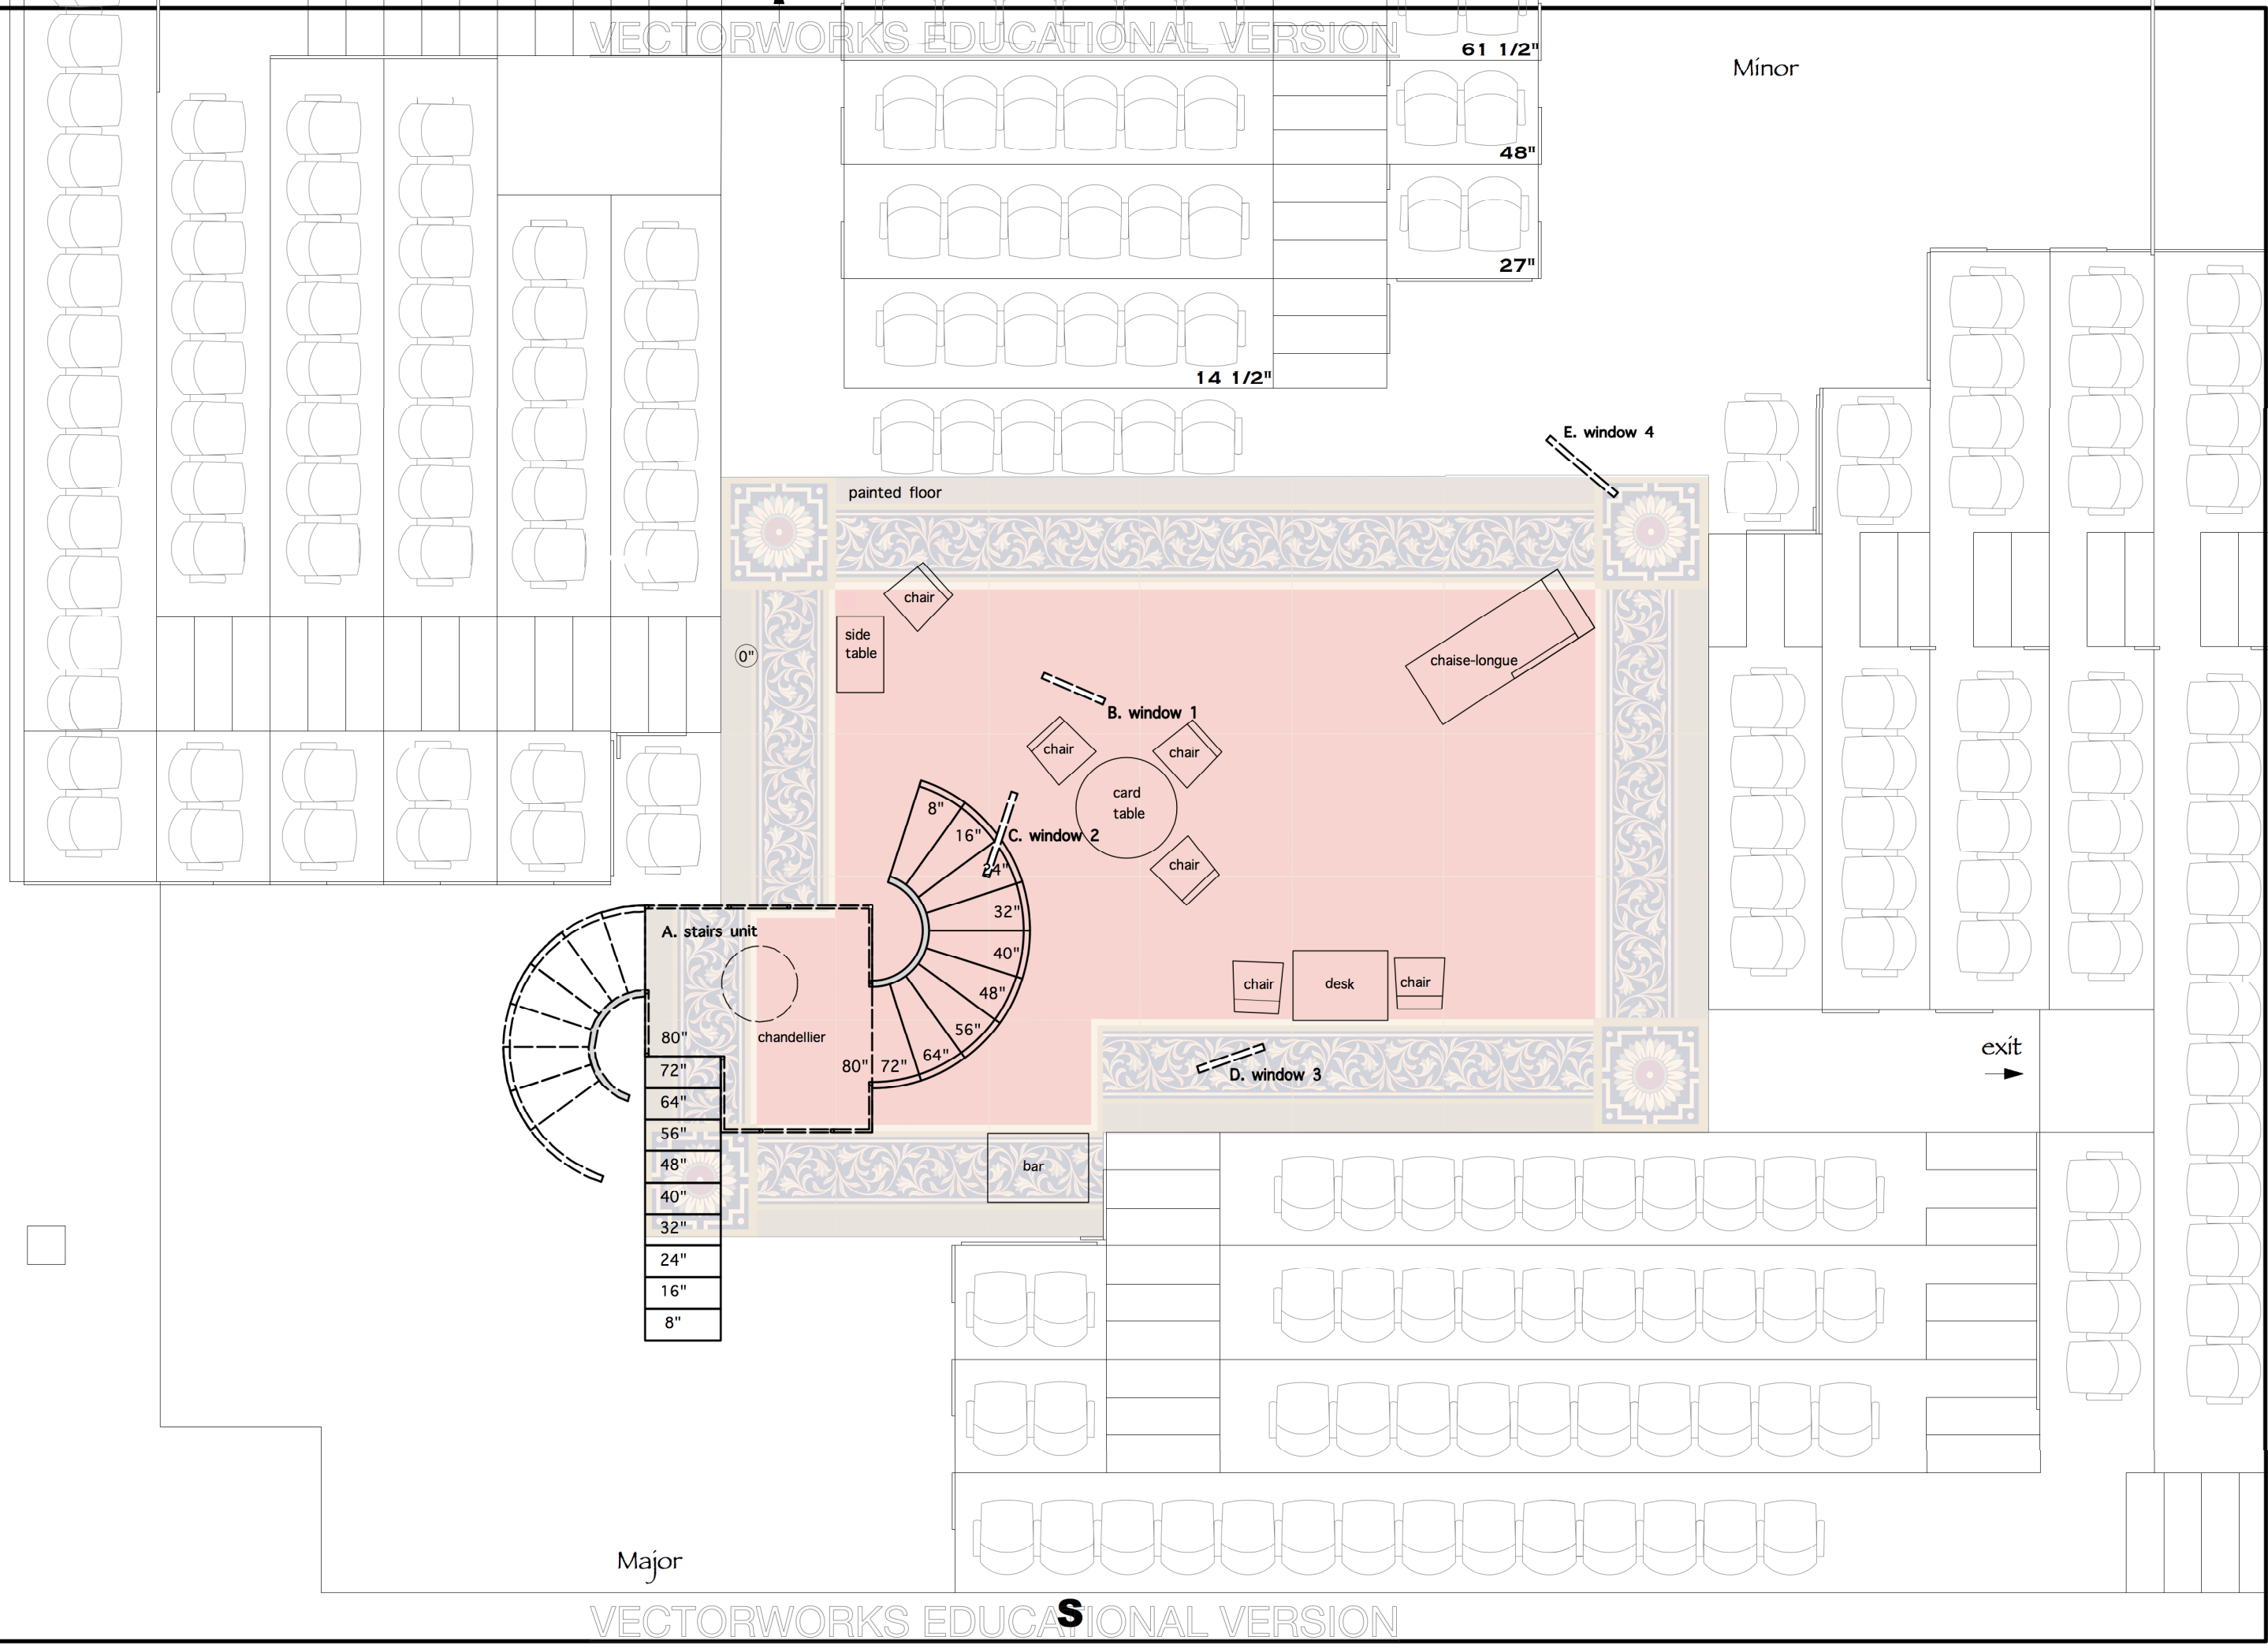 VECTORWORKS EDUCATIONAL VERSION
61 1/2"
Minor
48"
27"
14 1/2"
E. window 4
painted floor
chair
side
table
0"
chaise-longue
B. window 1
chair
chair
card
table
8"
16"
C. window 2
24"
chair
32"
A. stairs unit
40"
chair
desk
chair
48"
56"
80"
chandellier
64"
72"
80"
exit
72"
D. window 3
64"
56"
48"
bar
40"
32"
24"
16"
8"
Major
S
VECTORWORKS EDUCATIONAL VERSION